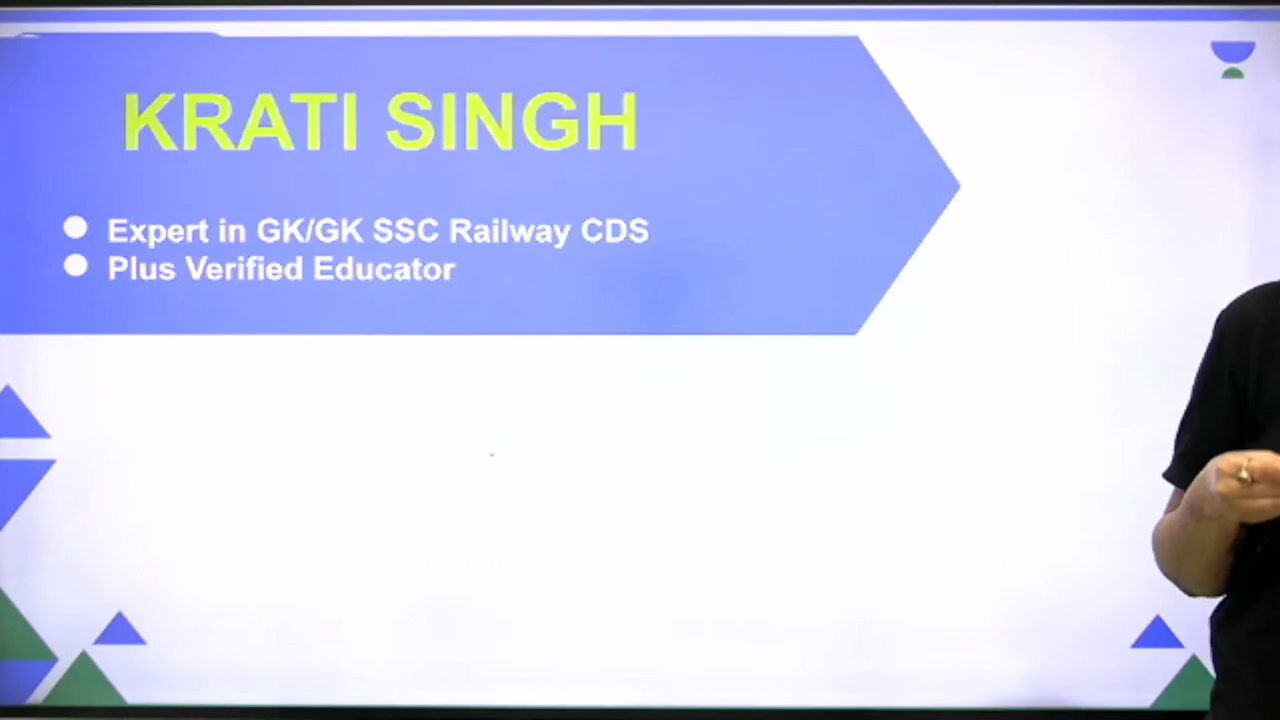 KRATI SINGH
Expert in GK/GK SSC Railway CDS
Plus Verified Educator